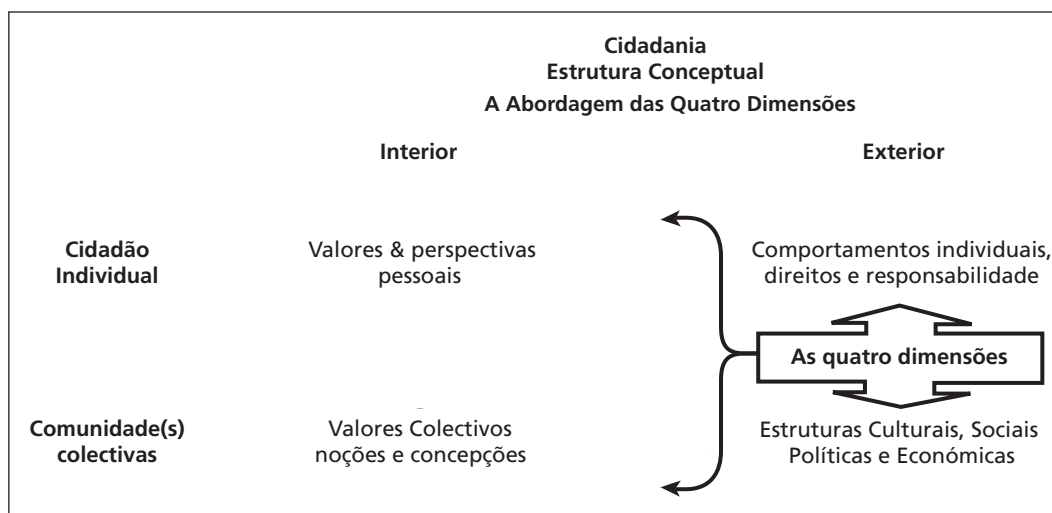 Cidadania
Estrutura Conceptual
A Abordagem das Quatro Dimensões
Interior
Exterior
Cidadão
Individual
Valores & perspectivas
pessoais
Comportamentos individuais,
direitos e responsabilidade
As quatro dimensões
Comunidade(s)
colectivas
Valores Colectivos
noções e concepções
Estruturas Culturais, Sociais
Políticas e Económicas